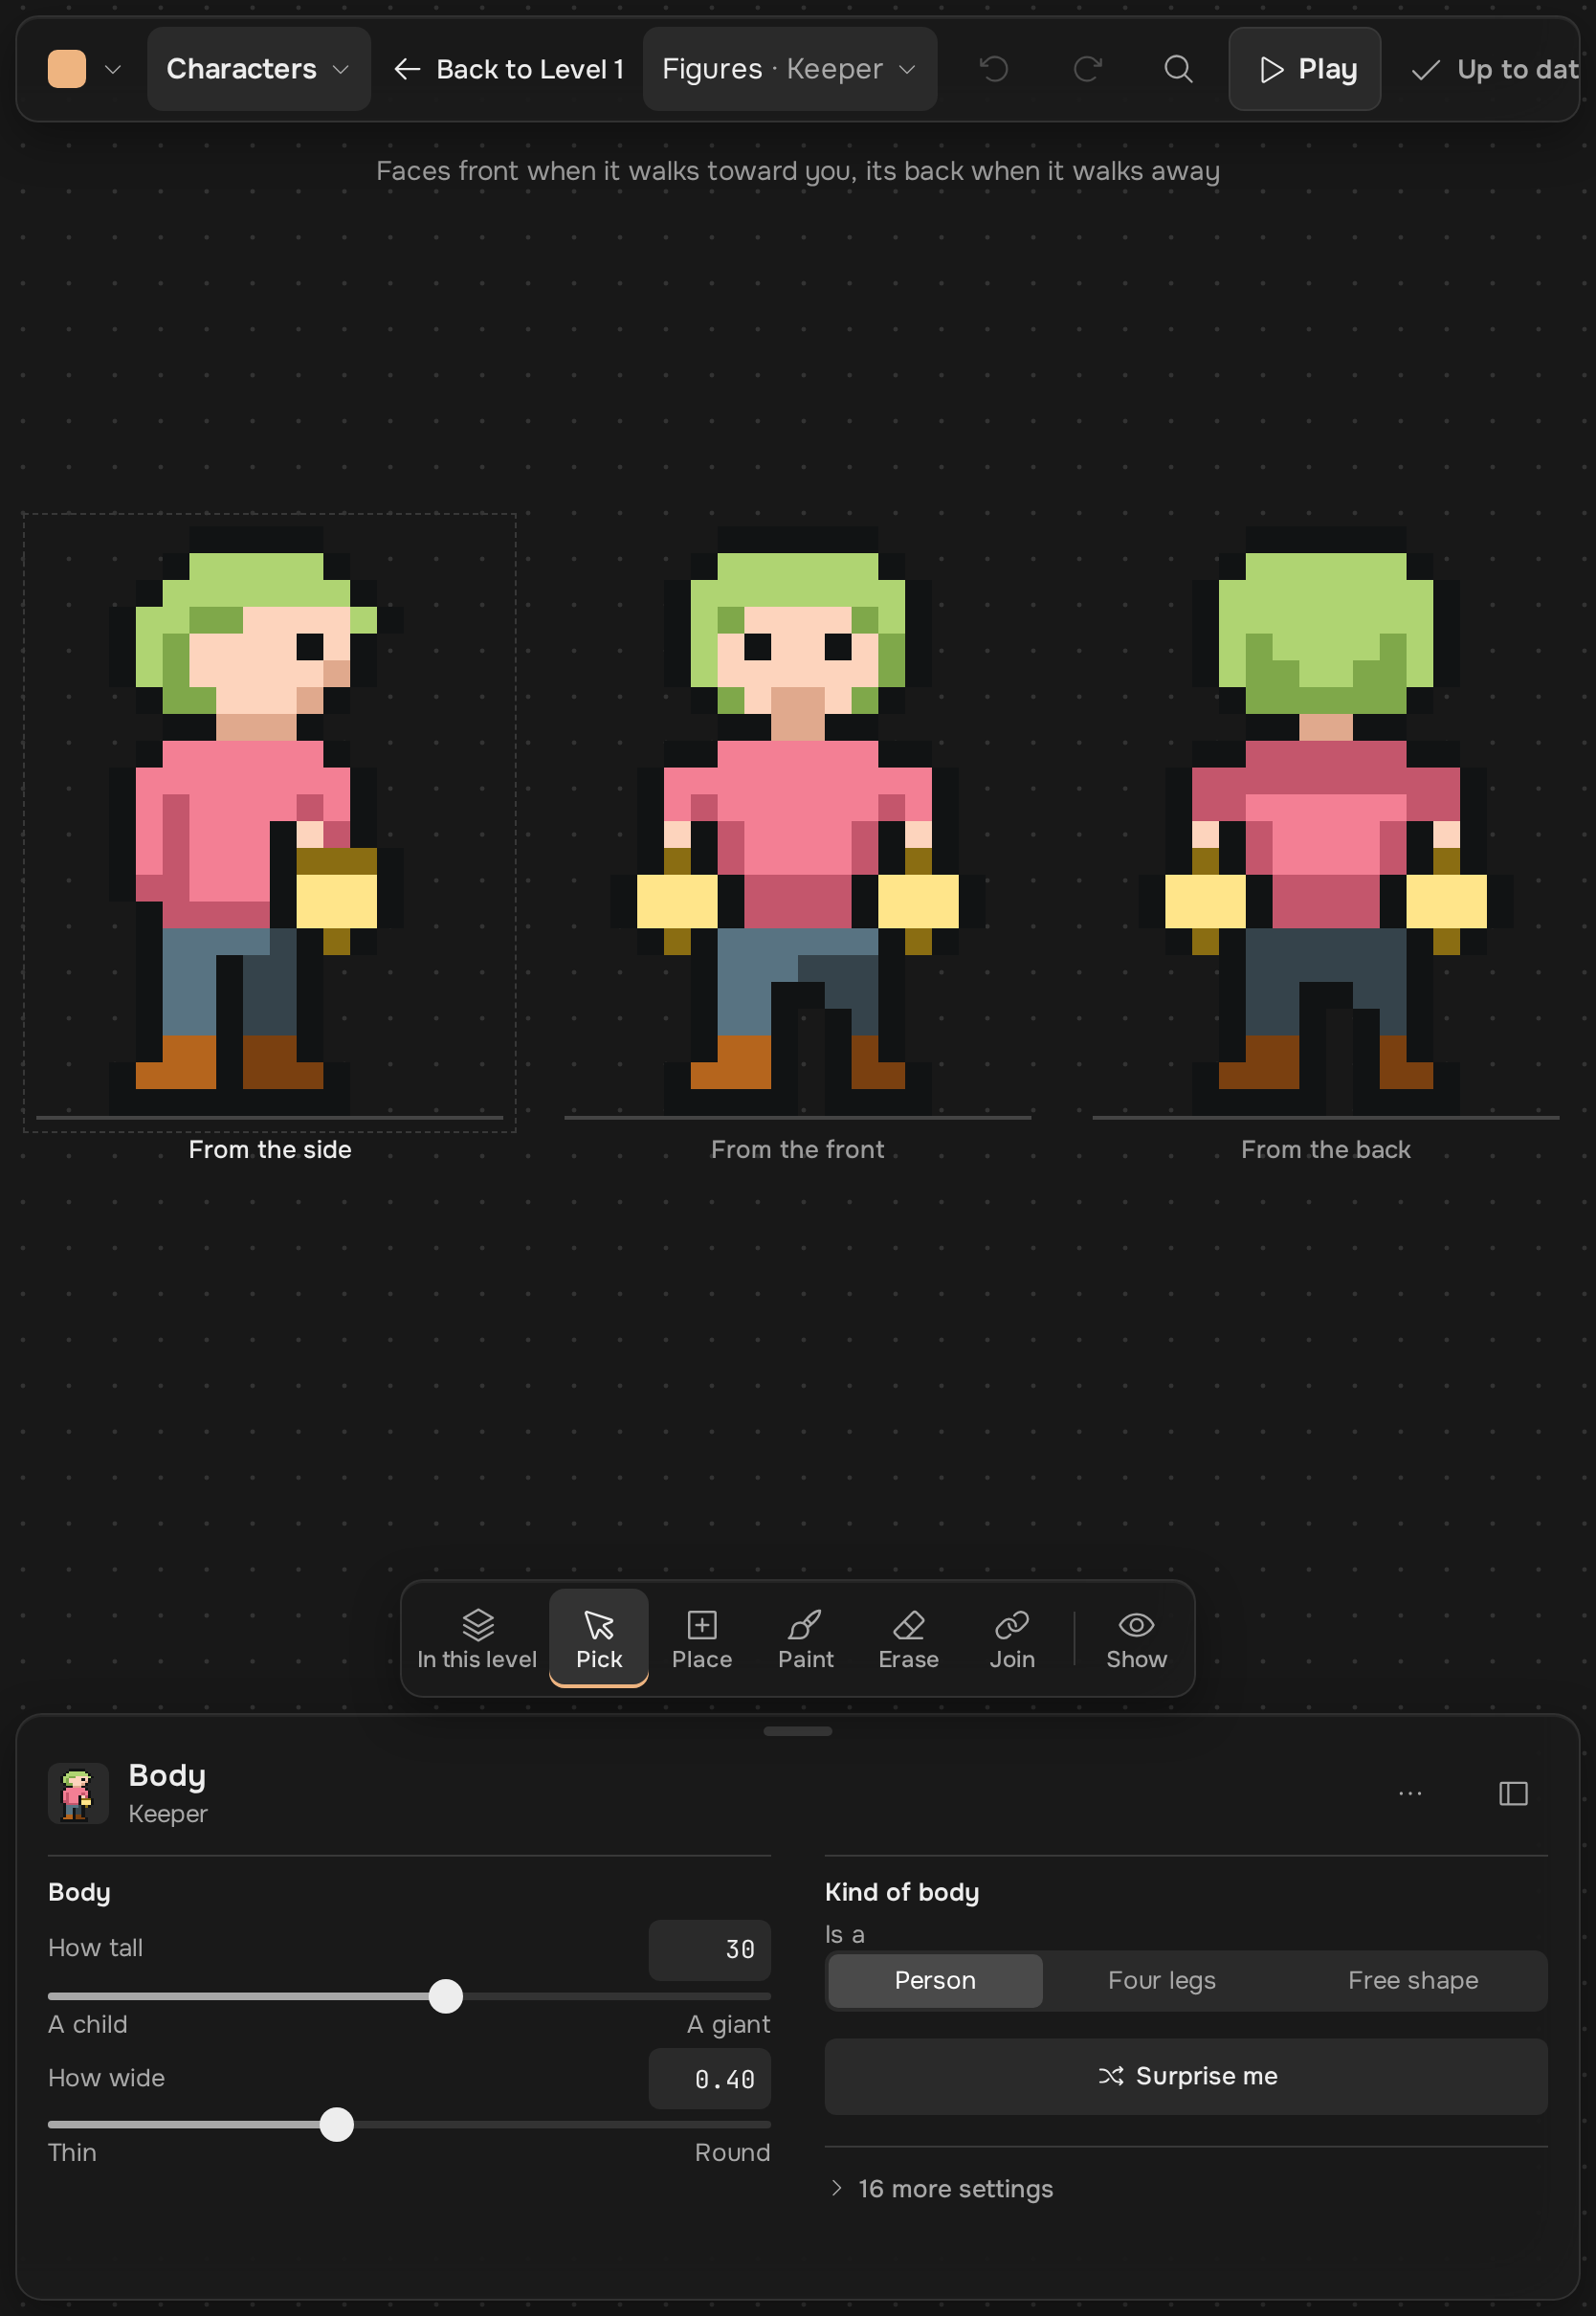 Characters
Back to Level 1
Figures · Keeper
Play
Up to dat
Faces front when it walks toward you, its back when it walks away
From the side
From the front
From the back
In this level
Pick
Place
Paint
Erase
Join
Show
Body
Keeper
Body
How tall
30
A child
A giant
How wide
0.40
Thin
Round
Kind of body
Is a
Person
Four legs
Free shape
Surprise me
16 more settings